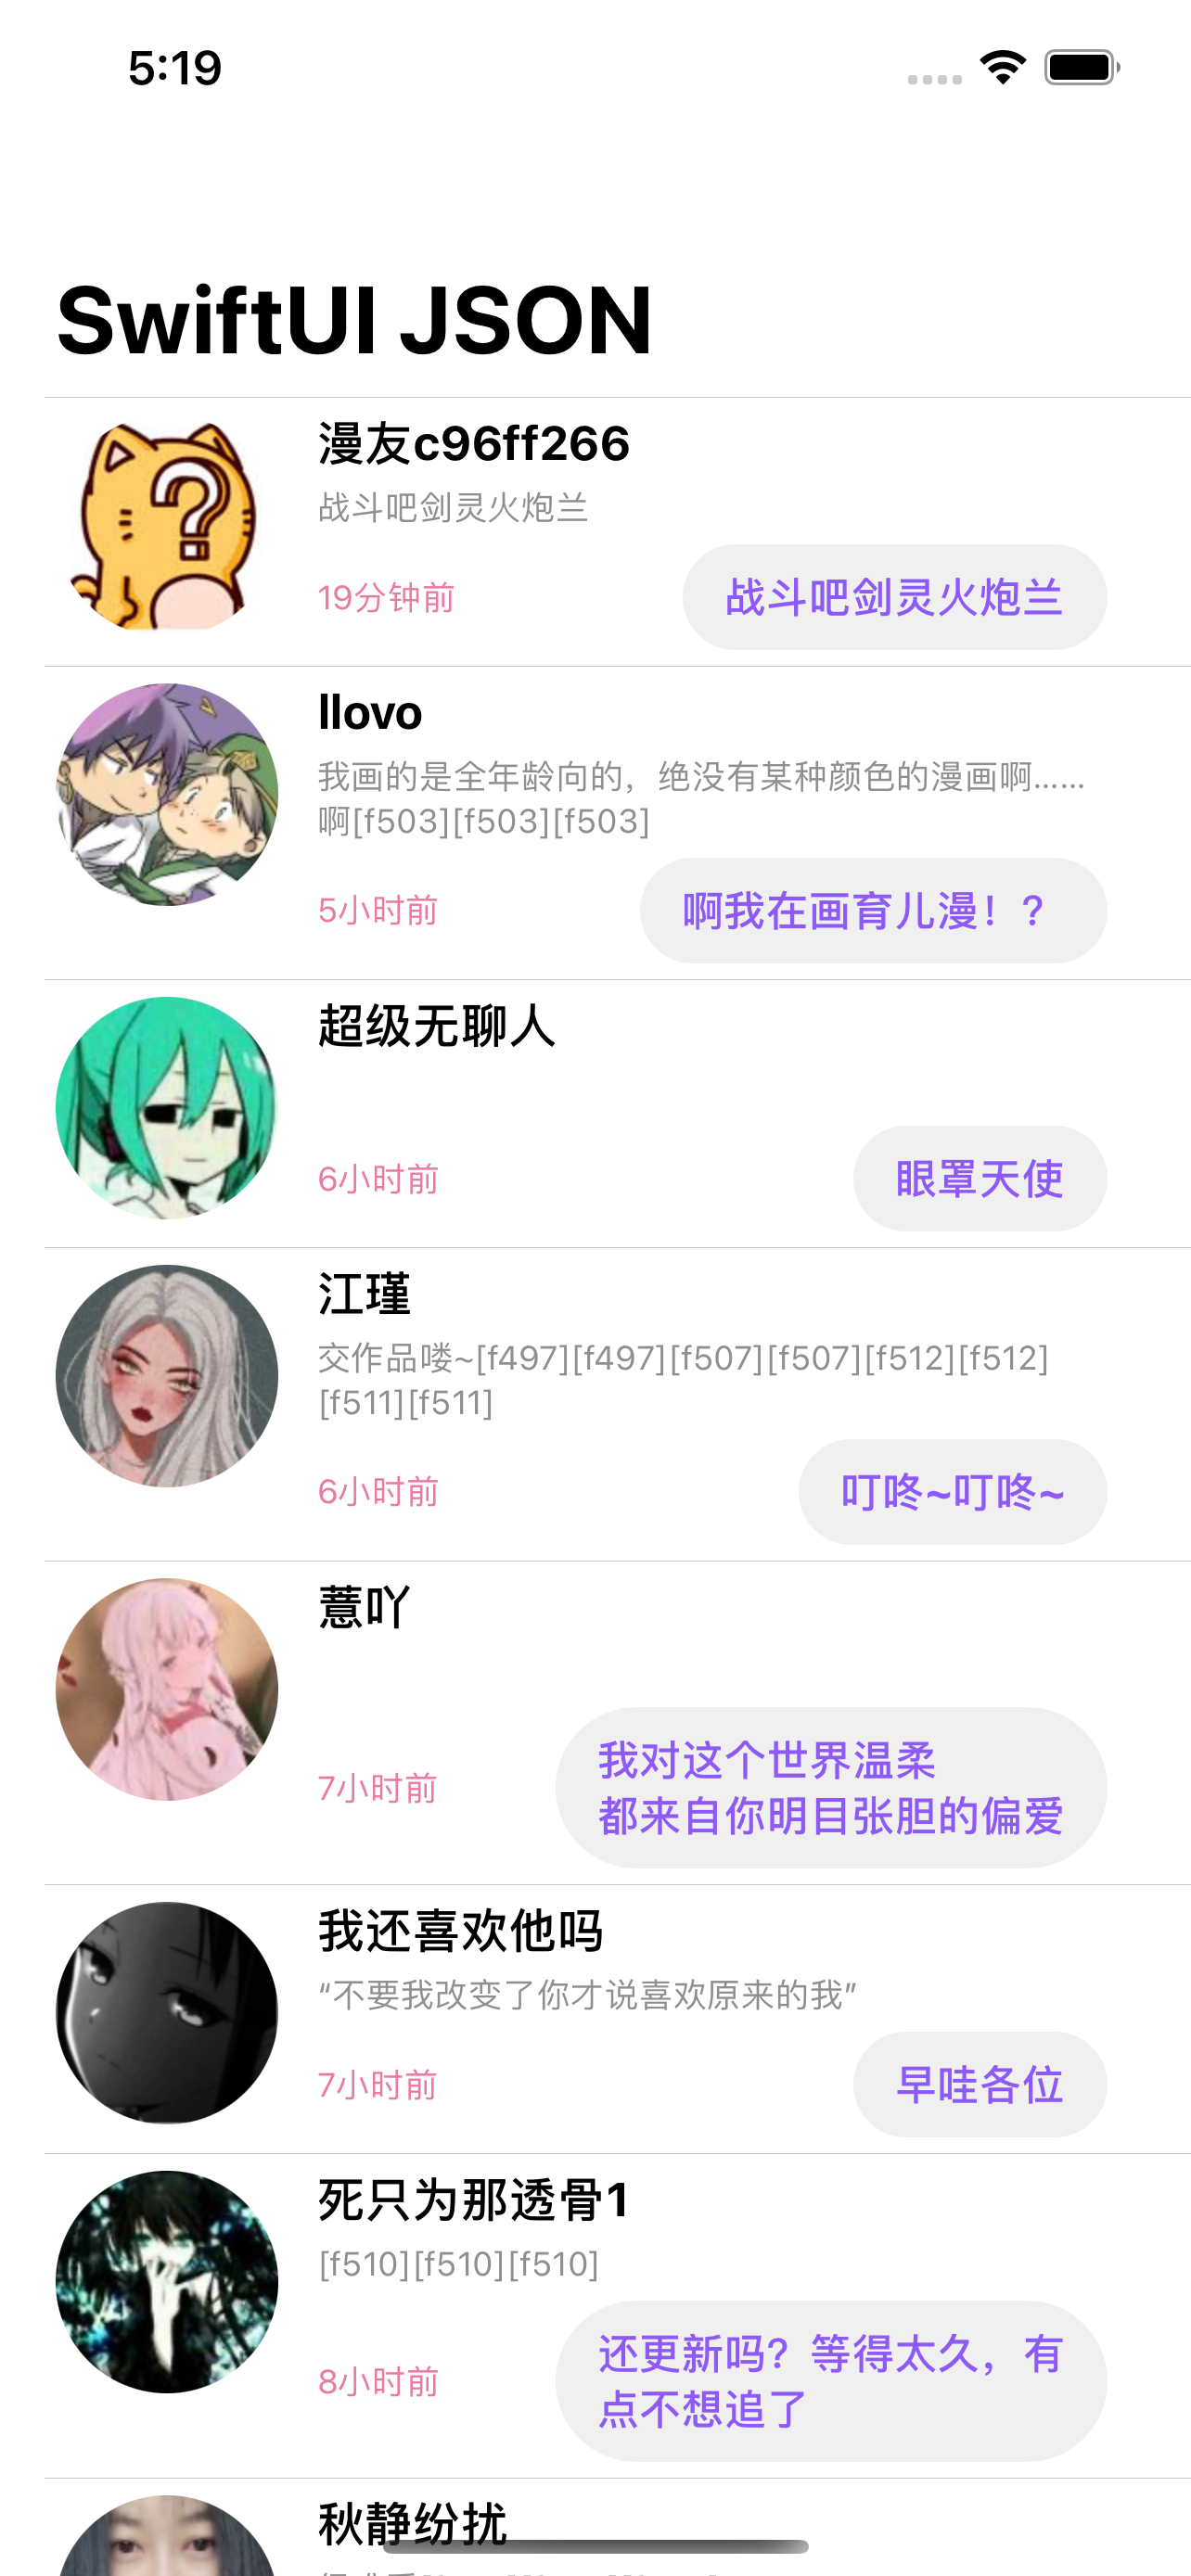 5:19
SwiftUI JSON
漫友c96ff266
战斗吧剑灵火炮兰
19分钟前
战斗吧剑灵火炮兰
llovo
我画的是全年龄向的，绝没有某种颜色的漫画啊……
啊[f503][f503][f503]
5小时前
啊我在画育儿漫！？
超级无聊人
6小时前
眼罩天使
江瑾
交作品喽~[f497][f497][f507][f507][f512][f512]
[f511][f511]
6小时前
叮咚~叮咚~
薏吖
7小时前
我对这个世界温柔
都来自你明目张胆的偏爱
我还喜欢他吗
“不要我改变了你才说喜欢原来的我”
7小时前
早哇各位
死只为那透骨1
[f510][f510][f510]
8小时前
还更新吗？等得太久，有
点不想追了
秋静纷扰